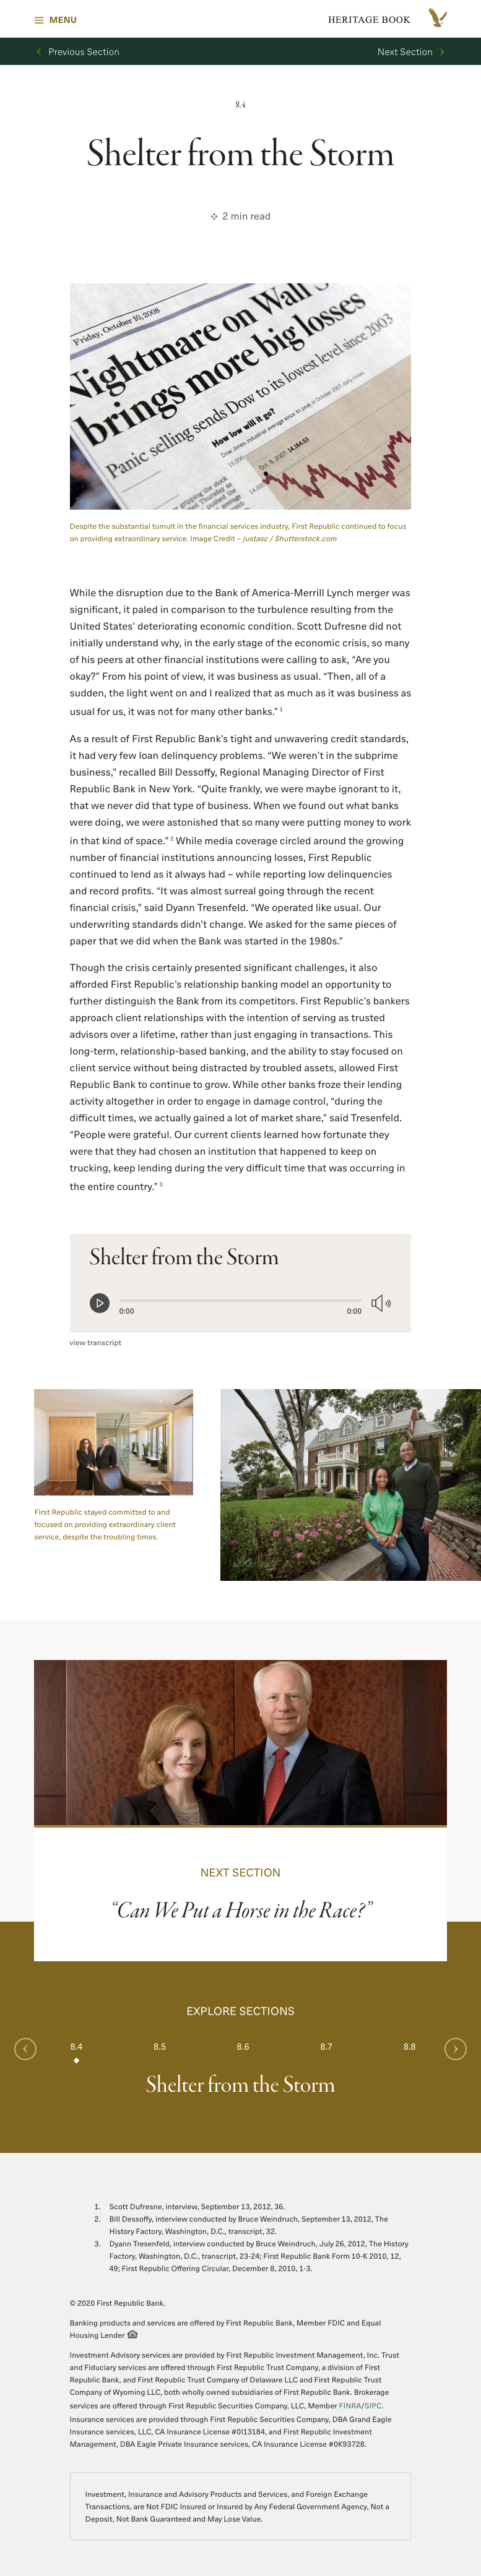 MENU
HERITAGE BOOK
Previous Section
Next Section
8.4
Shelter from the Storm
2 min read
Friday, October 10, 2008
Nightmare on Wall S
brings more big losses
Panic selling sends Dow to its lowest level since 2003
How low will it go?
Dow Jones industrial average since its peak in October 2007, daily closes
15,000
Oct. 9, 2007: 14,164.53
14,000
Despite the substantial tumult in the financial services industry, First Republic continued to focus
on providing extraordinary service. Image Credit – justasc / Shutterstock.com
While the disruption due to the Bank of America-Merrill Lynch merger was
significant, it paled in comparison to the turbulence resulting from the
United States’ deteriorating economic condition. Scott Dufresne did not
initially understand why, in the early stage of the economic crisis, so many
of his peers at other financial institutions were calling to ask, “Are you
okay?” From his point of view, it was business as usual. “Then, all of a
sudden, the light went on and I realized that as much as it was business as
usual for us, it was not for many other banks.” 1
As a result of First Republic Bank’s tight and unwavering credit standards,
it had very few loan delinquency problems. “We weren’t in the subprime
business,” recalled Bill Dessoffy, Regional Managing Director of First
Republic Bank in New York. “Quite frankly, we were maybe ignorant to it,
that we never did that type of business. When we found out what banks
were doing, we were astonished that so many were putting money to work
in that kind of space.” 2 While media coverage circled around the growing
number of financial institutions announcing losses, First Republic
continued to lend as it always had – while reporting low delinquencies
and record profits. “It was almost surreal going through the recent
financial crisis,” said Dyann Tresenfeld. “We operated like usual. Our
underwriting standards didn’t change. We asked for the same pieces of
paper that we did when the Bank was started in the 1980s.”
Though the crisis certainly presented significant challenges, it also
afforded First Republic’s relationship banking model an opportunity to
further distinguish the Bank from its competitors. First Republic’s bankers
approach client relationships with the intention of serving as trusted
advisors over a lifetime, rather than just engaging in transactions. This
long-term, relationship-based banking, and the ability to stay focused on
client service without being distracted by troubled assets, allowed First
Republic Bank to continue to grow. While other banks froze their lending
activity altogether in order to engage in damage control, “during the
difficult times, we actually gained a lot of market share,” said Tresenfeld.
“People were grateful. Our current clients learned how fortunate they
were that they had chosen an institution that happened to keep on
trucking, keep lending during the very difficult time that was occurring in
the entire country.” 3
Shelter from the Storm
0:00
0:00
view transcript
First Republic stayed committed to and
focused on providing extraordinary client
service, despite the troubling times.
NEXT SECTION
“Can We Put a Horse in the Race?”
EXPLORE SECTIONS
8.4 8.5 8.6 8.7 8.8
Shelter from the Storm
1. Scott Dufresne, interview, September 13, 2012, 36.
2. Bill Dessoffy, interview conducted by Bruce Weindruch, September 13, 2012, The
History Factory, Washington, D.C., transcript, 32.
3. Dyann Tresenfeld, interview conducted by Bruce Weindruch, July 26, 2012, The History
Factory, Washington, D.C., transcript, 23-24; First Republic Bank Form 10-K 2010, 12,
49; First Republic Offering Circular, December 8, 2010, 1-3.
© 2020 First Republic Bank.
Banking products and services are offered by First Republic Bank, Member FDIC and Equal
Housing Lender
Investment Advisory services are provided by First Republic Investment Management, Inc. Trust
and Fiduciary services are offered through First Republic Trust Company, a division of First
Republic Bank, and First Republic Trust Company of Delaware LLC and First Republic Trust
Company of Wyoming LLC, both wholly owned subsidiaries of First Republic Bank. Brokerage
services are offered through First Republic Securities Company, LLC, Member FINRA/SIPC.
Insurance services are provided through First Republic Securities Company, DBA Grand Eagle
Insurance services, LLC, CA Insurance License #0I13184, and First Republic Investment
Management, DBA Eagle Private Insurance services, CA Insurance License #0K93728.
Investment, Insurance and Advisory Products and Services, and Foreign Exchange
Transactions, are Not FDIC Insured or Insured by Any Federal Government Agency, Not a
Deposit, Not Bank Guaranteed and May Lose Value.